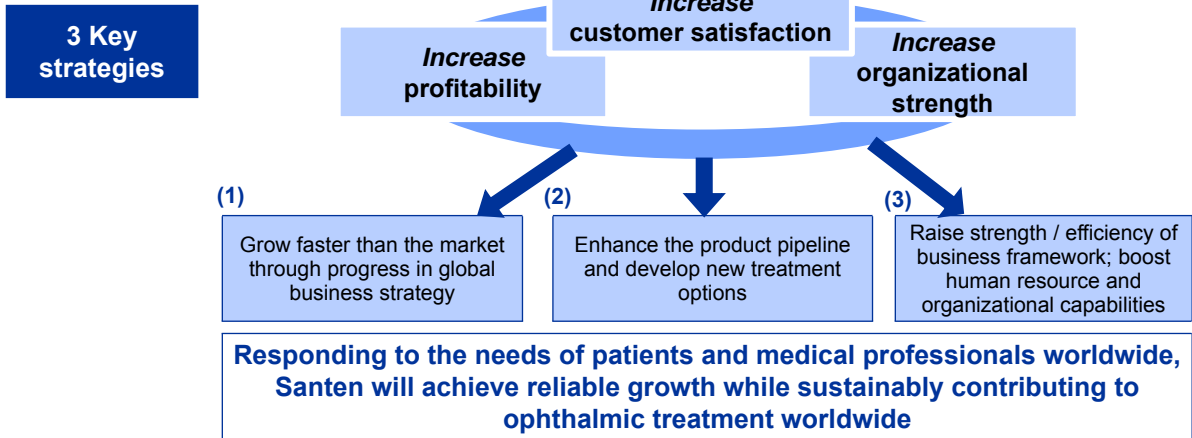 3 Key
strategies
Increase
customer satisfaction
Increase
profitability
Increase
organizational
strength
(1)
Grow faster than the market
through progress in global
business strategy
(2)
Enhance the product pipeline
and develop new treatment
options
(3)
Raise strength / efficiency of
business framework; boost
human resource and
organizational capabilities
Responding to the needs of patients and medical professionals worldwide,
Santen will achieve reliable growth while sustainably contributing to
ophthalmic treatment worldwide